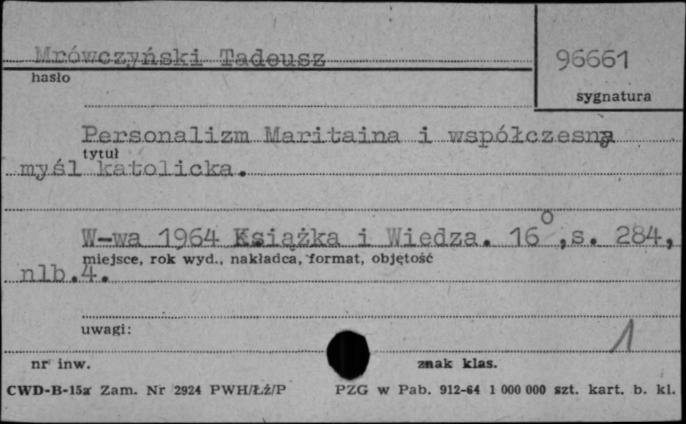 Mrówczyński Tadeusz
96661
hasło
sygnatura
Personalizm Maritaina i współczesna
tytuł
myśl katolicka.
W-wa 1964 Książka i Wiedza. 16°, s. 284,
miejsce, rok wyd., nakładca, format, objętość
nlb.4.
uwagi:
1
nr inw.
znak klas.
CWD-B-15a Zam. Nr 2924 PWH/Łż/P PZG w Pab. 912-64 1 000 000 szt. kart. b. kl.